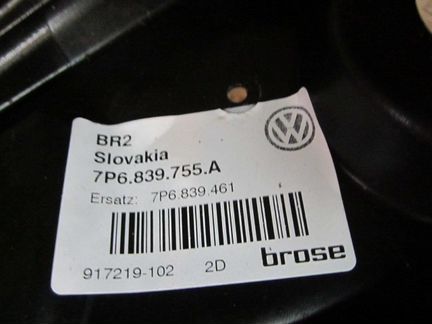 BR2
Slovakia
7P6.839.755.A
Ersatz: 7P6.839.461
917219-102 2D brose